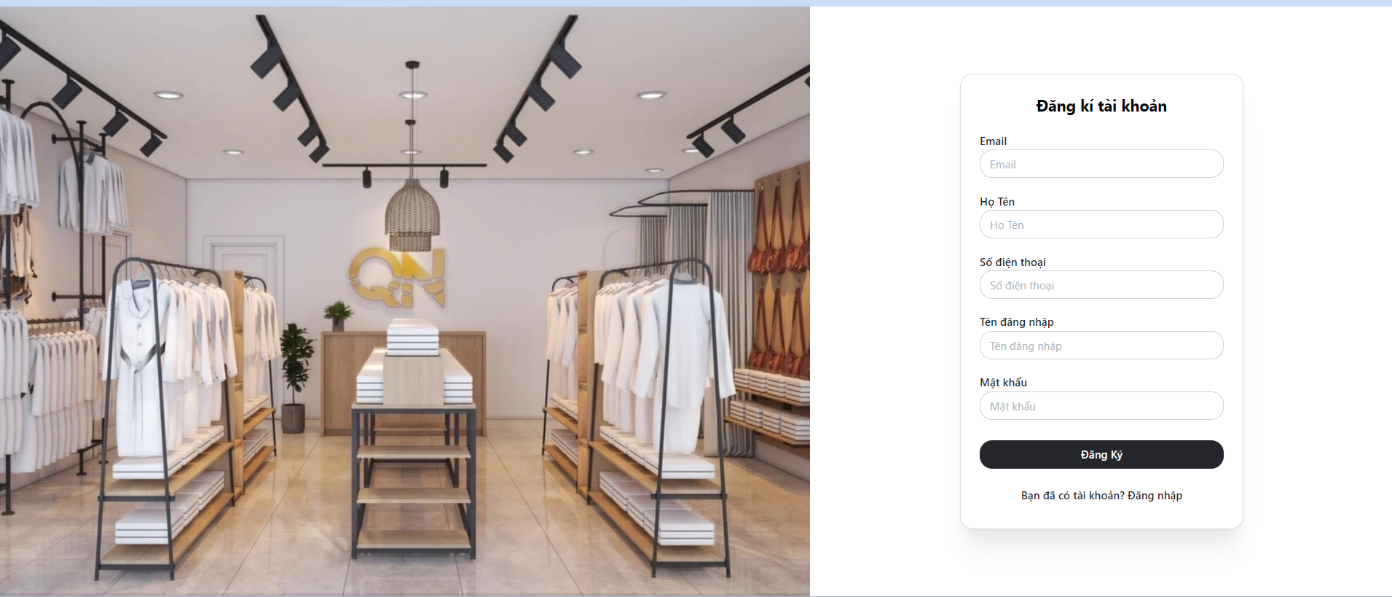 QN
Đăng kí tài khoản
Email
Email
Họ Tên
Họ Tên
Số điện thoại
Số điện thoại
Tên đăng nhập
Tên đăng nhập
Mật khẩu
Mật khẩu
Đăng Ký
Bạn đã có tài khoản? Đăng nhập